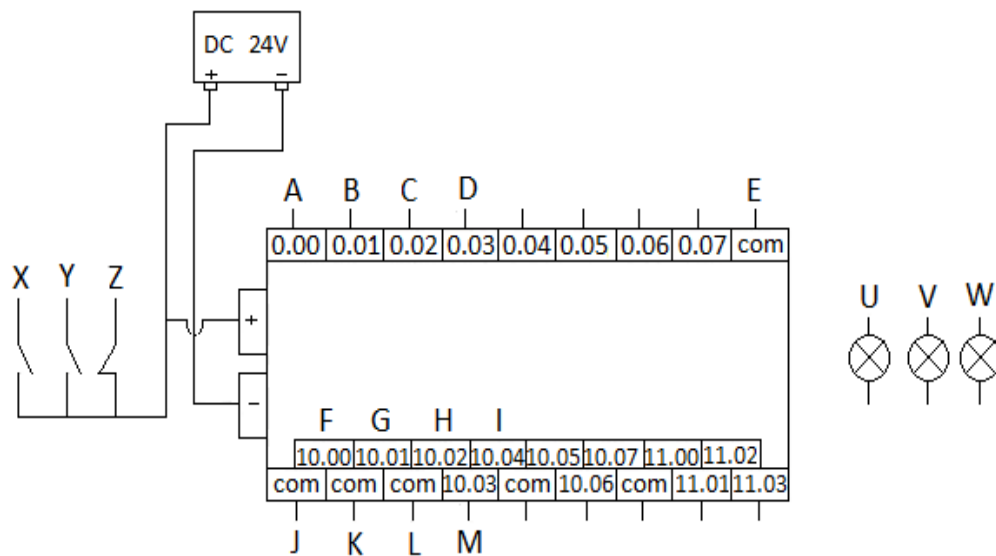 DC 24V
+ −
A B C D E
0.00 0.01 0.02 0.03 0.04 0.05 0.06 0.07 com
X Y Z
U V W
+
−
F G H I
10.00 10.01 10.02 10.04 10.05 10.07 11.00 11.02
com com com 10.03 com 10.06 com 11.01 11.03
J K L M